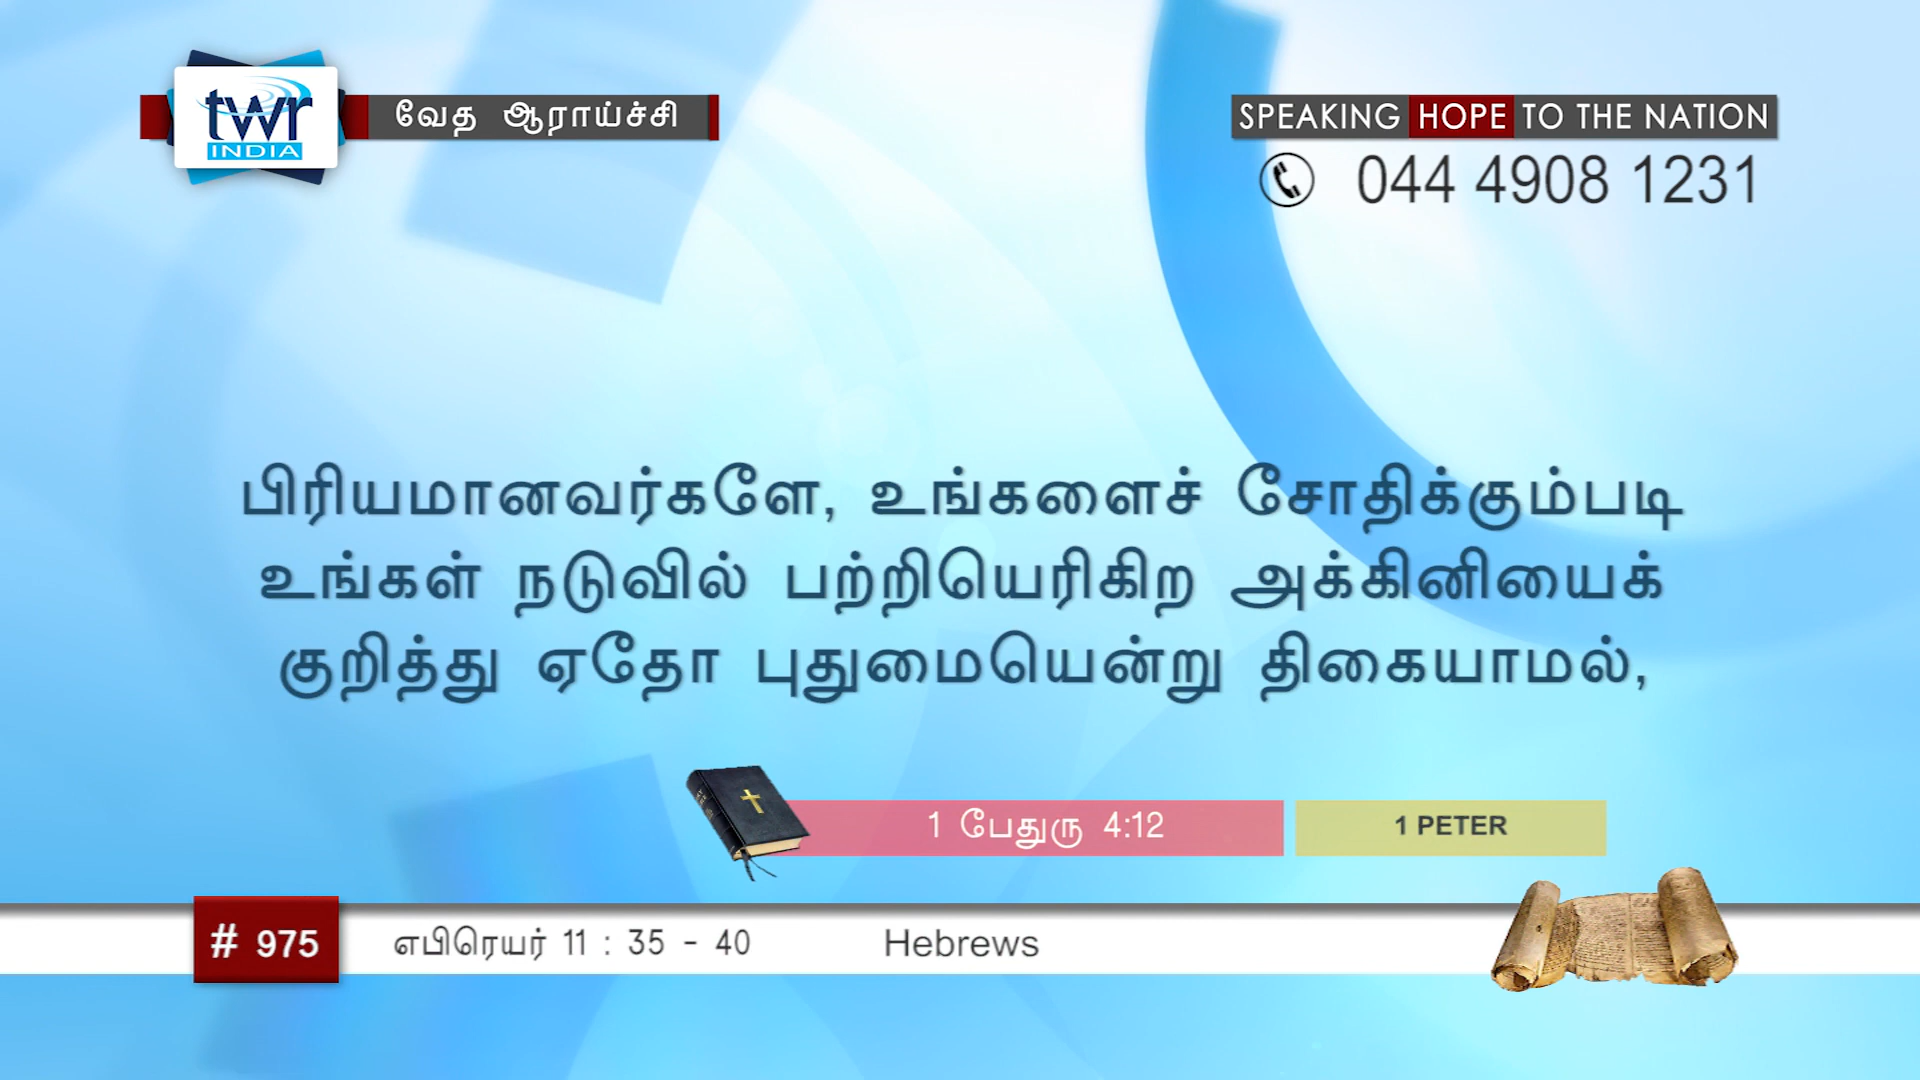 twr
INDIA
வேத ஆராய்ச்சி
SPEAKING HOPE TO THE NATION
044 4908 1231
பிரியமானவர்களே, உங்களைச் சோதிக்கும்படி
உங்கள் நடுவில் பற்றியெரிகிற அக்கினியைக்
குறித்து ஏதோ புதுமையென்று திகையாமல்,
1 பேதுரு 4:12
1 PETER
# 975
எபிரெயர் 11 : 35 - 40
Hebrews